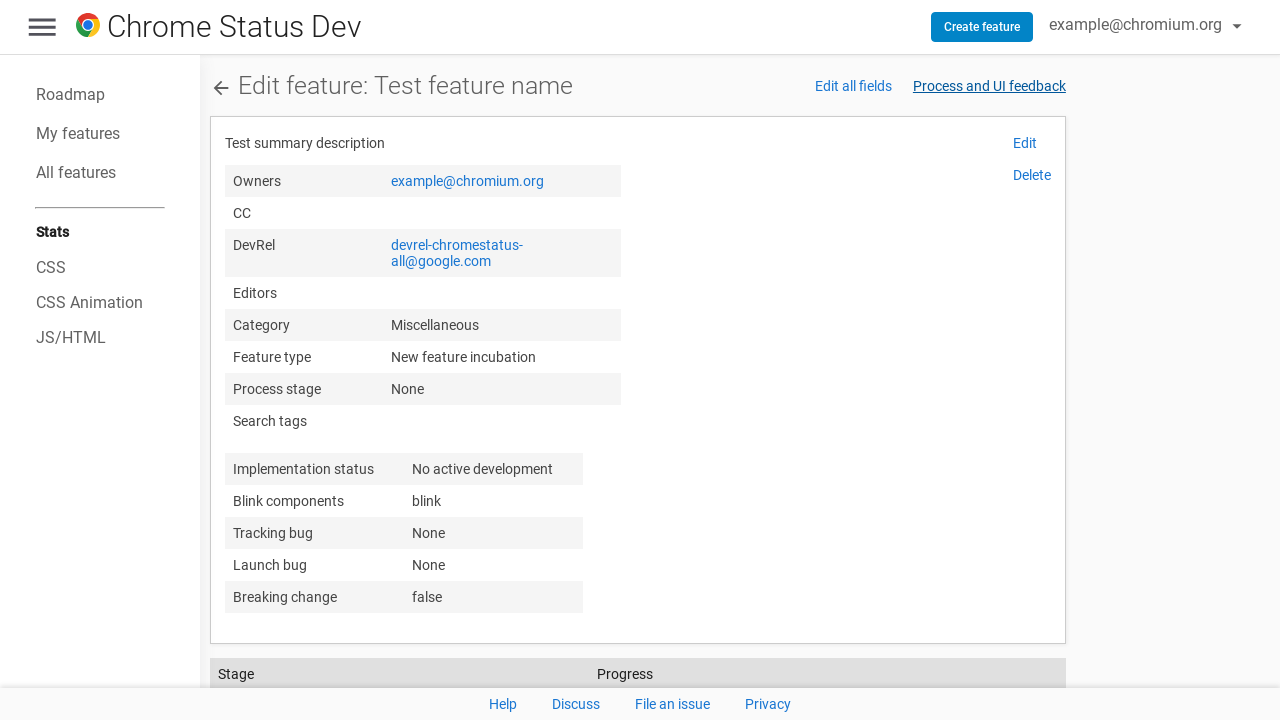 Chrome Status Dev
Create feature
example@chromium.org
Roadmap
My features
All features
Stats
CSS
CSS Animation
JS/HTML
Edit feature: Test feature name
Edit all fields
Process and UI feedback
Test summary description
Edit
Delete
Owners example@chromium.org
CC
DevRel devrel-chromestatus-
all@google.com
Editors
Category Miscellaneous
Feature type New feature incubation
Process stage None
Search tags
Implementation status No active development
Blink components blink
Tracking bug None
Launch bug None
Breaking change false
Stage Progress
Help Discuss File an issue Privacy